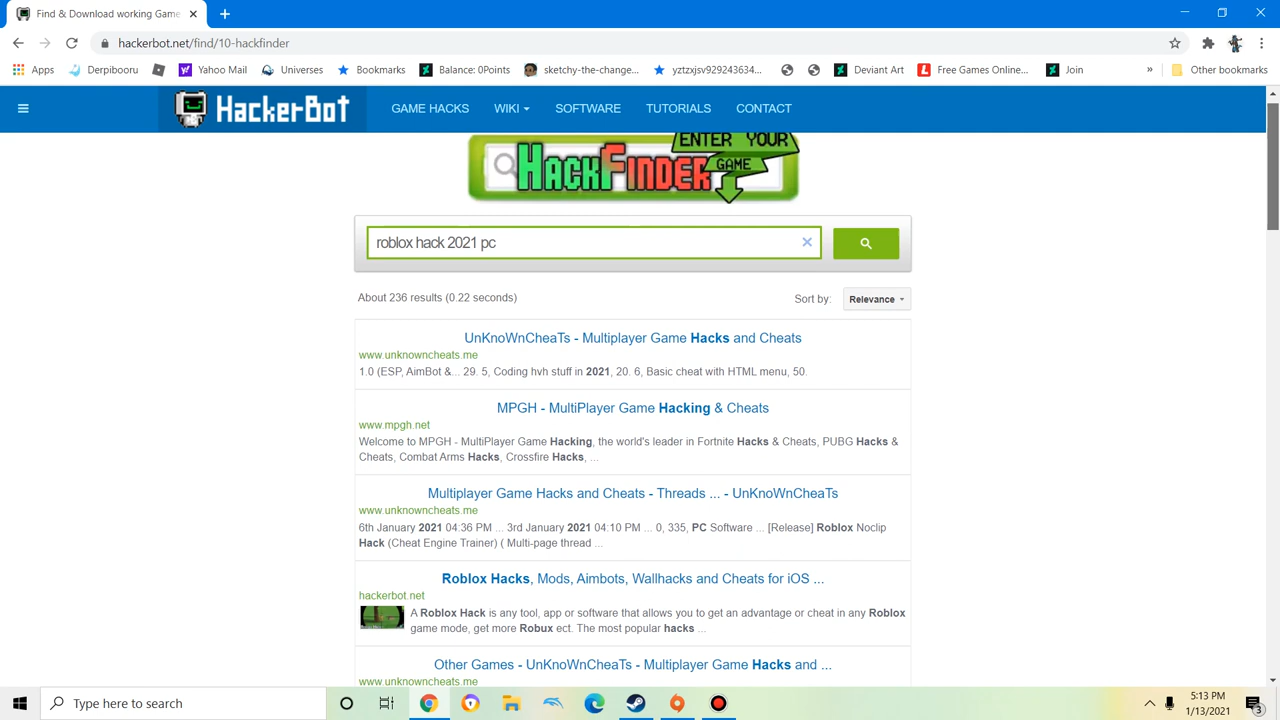 Find & Download working Game
hackerbot.net/find/10-hackfinder
Apps
Derpibooru
Yahoo Mail
Universes
Bookmarks
Balance: 0Points
sketchy-the-change...
yztzxjsv929243634...
Deviant Art
Free Games Online...
Join
»
Other bookmarks
HackerBot
GAME HACKS
WIKI
SOFTWARE
TUTORIALS
CONTACT
ENTER YOUR
GAME
HackFinder
roblox hack 2021 pc
About 236 results (0.22 seconds)
Sort by:
Relevance
UnKnoWnCheaTs - Multiplayer Game Hacks and Cheats
www.unknowncheats.me
1.0 (ESP, AimBot &... 29. 5, Coding hvh stuff in 2021, 20. 6, Basic cheat with HTML menu, 50.
MPGH - MultiPlayer Game Hacking & Cheats
www.mpgh.net
Welcome to MPGH - MultiPlayer Game Hacking, the world's leader in Fortnite Hacks & Cheats, PUBG Hacks &
Cheats, Combat Arms Hacks, Crossfire Hacks, ...
Multiplayer Game Hacks and Cheats - Threads ... - UnKnoWnCheaTs
www.unknowncheats.me
6th January 2021 04:36 PM ... 3rd January 2021 04:10 PM ... 0, 335, PC Software ... [Release] Roblox Noclip
Hack (Cheat Engine Trainer) ( Multi-page thread ...
Roblox Hacks, Mods, Aimbots, Wallhacks and Cheats for iOS ...
hackerbot.net
A Roblox Hack is any tool, app or software that allows you to get an advantage or cheat in any Roblox
game mode, get more Robux ect. The most popular hacks ...
Other Games - UnKnoWnCheaTs - Multiplayer Game Hacks and ...
www.unknowncheats.me
Type here to search
5:13 PM
1/13/2021
3